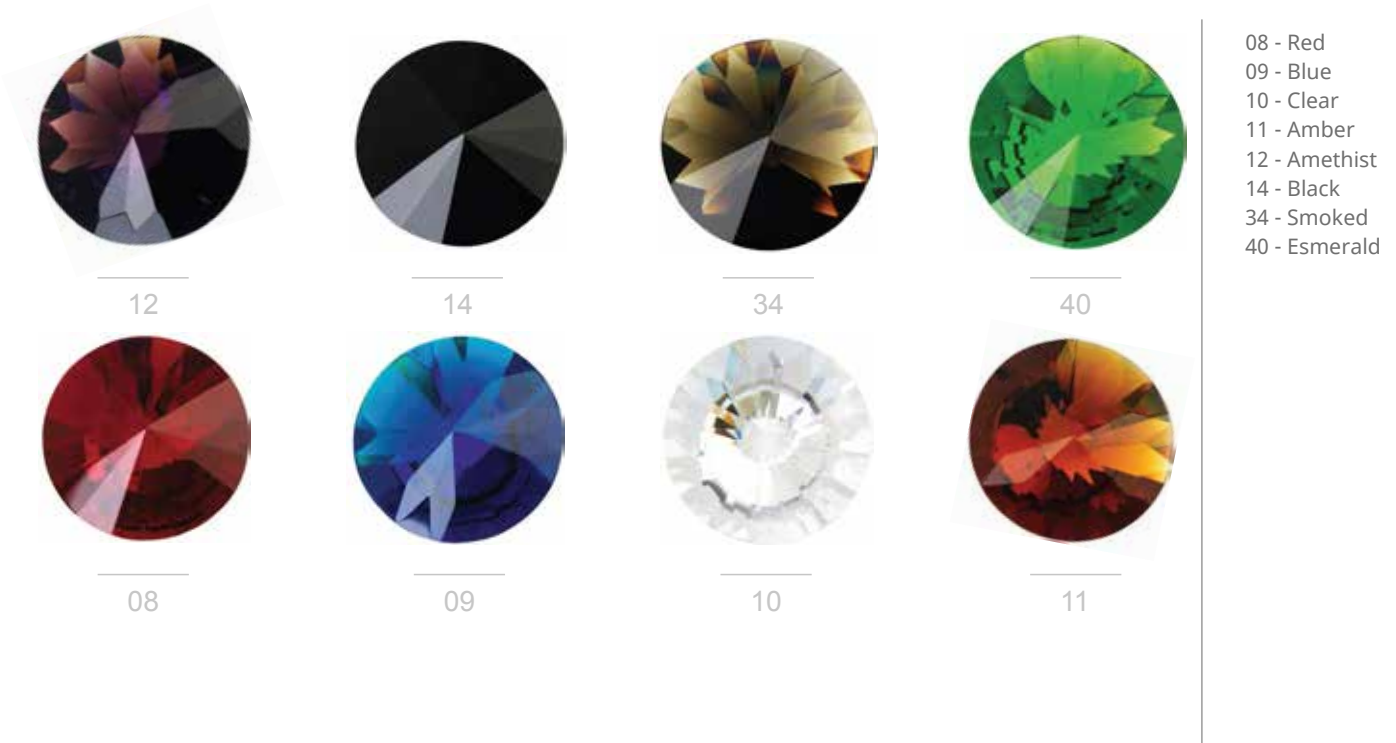 12
14
34
40
08
09
10
11
08 - Red
09 - Blue
10 - Clear
11 - Amber
12 - Amethist
14 - Black
34 - Smoked
40 - Esmerald